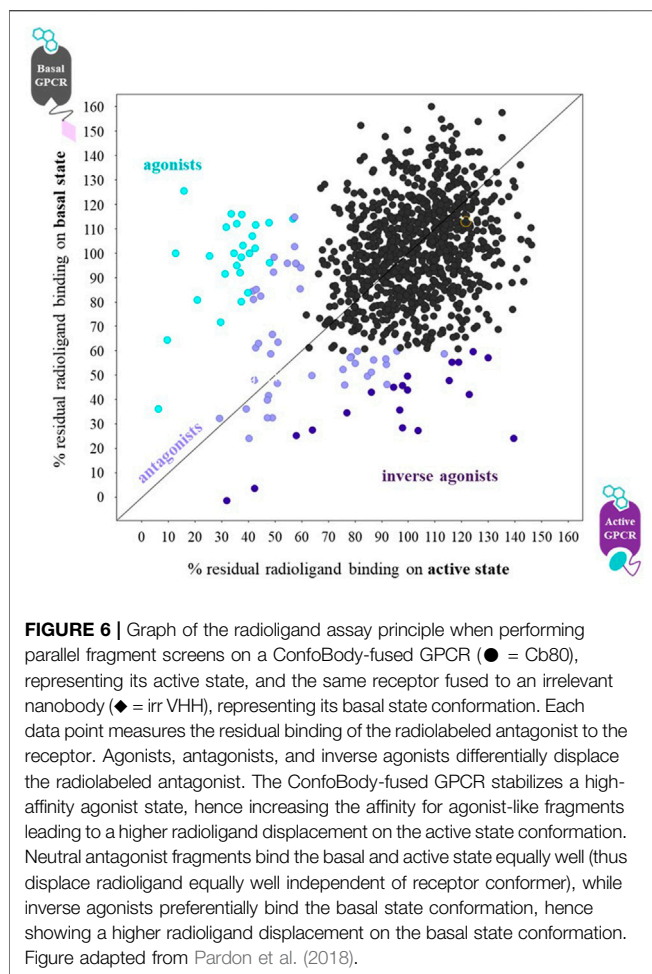 Basal
GPCR
160
150
140
130
120
110
100
90
80
70
60
50
40
30
20
10
0
% residual radioligand binding on basal state
agonists
antagonists
inverse agonists
Active
GPCR
0 10 20 30 40 50 60 70 80 90 100 110 120 130 140 150 160
% residual radioligand binding on active state
FIGURE 6 | Graph of the radioligand assay principle when performing
parallel fragment screens on a ConfoBody-fused GPCR (● = Cb80),
representing its active state, and the same receptor fused to an irrelevant
nanobody (◆ = irr VHH), representing its basal state conformation. Each
data point measures the residual binding of the radiolabeled antagonist to the
receptor. Agonists, antagonists, and inverse agonists differentially displace
the radiolabeled antagonist. The ConfoBody-fused GPCR stabilizes a high-
affinity agonist state, hence increasing the affinity for agonist-like fragments
leading to a higher radioligand displacement on the active state conformation.
Neutral antagonist fragments bind the basal and active state equally well (thus
displace radioligand equally well independent of receptor conformer), while
inverse agonists preferentially bind the basal state conformation, hence
showing a higher radioligand displacement on the basal state conformation.
Figure adapted from Pardon et al. (2018).